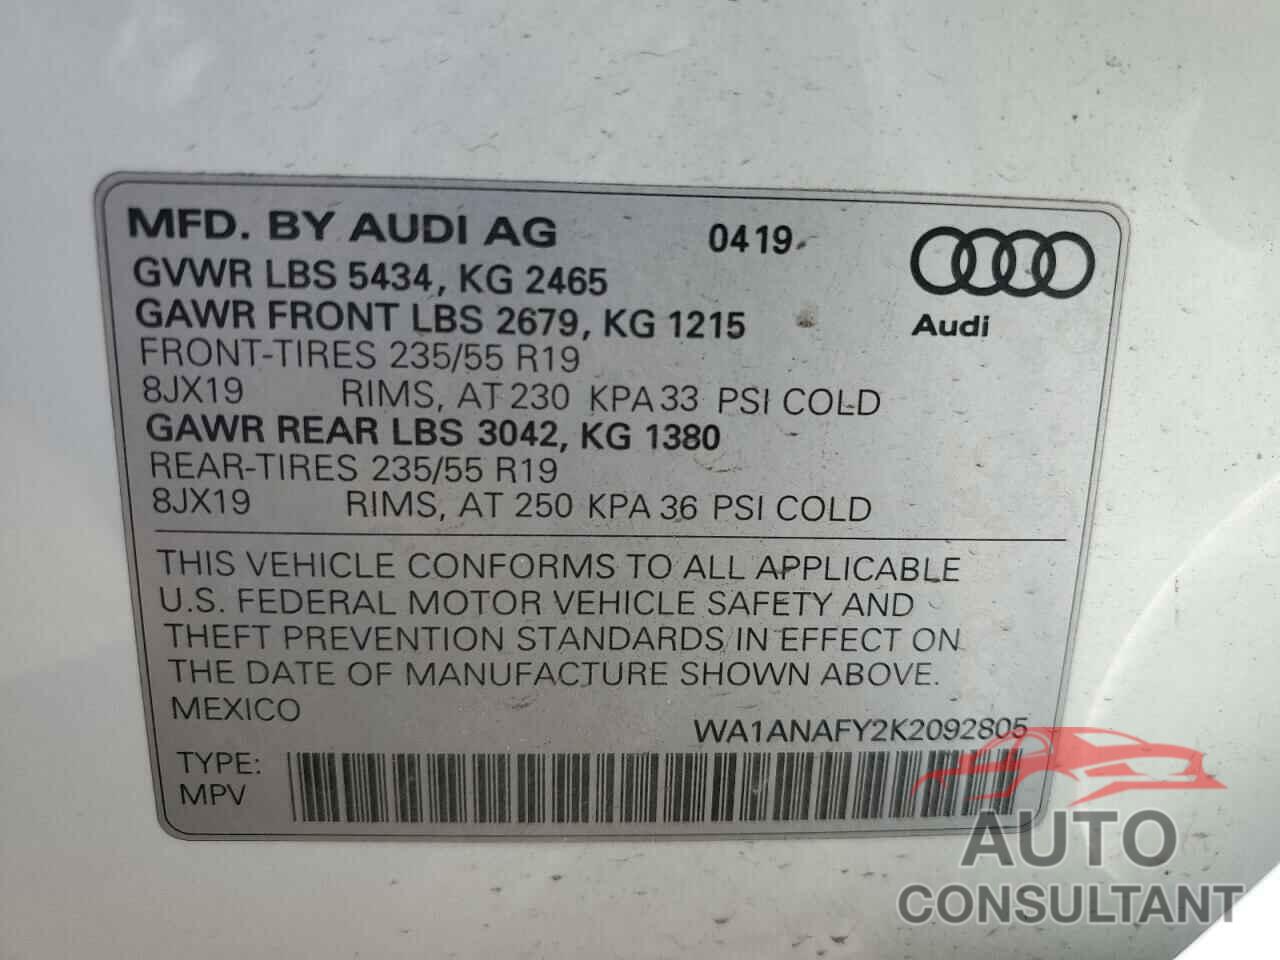 MFD. BY AUDI AG 0419
GVWR LBS 5434, KG 2465
GAWR FRONT LBS 2679, KG 1215
Audi
FRONT-TIRES 235/55 R19
8JX19 RIMS, AT 230 KPA 33 PSI COLD
GAWR REAR LBS 3042, KG 1380
REAR-TIRES 235/55 R19
8JX19 RIMS, AT 250 KPA 36 PSI COLD
THIS VEHICLE CONFORMS TO ALL APPLICABLE
U.S. FEDERAL MOTOR VEHICLE SAFETY AND
THEFT PREVENTION STANDARDS IN EFFECT ON
THE DATE OF MANUFACTURE SHOWN ABOVE.
MEXICO
WA1ANAFY2K2092805
TYPE:
MPV
AUTO
CONSULTANT